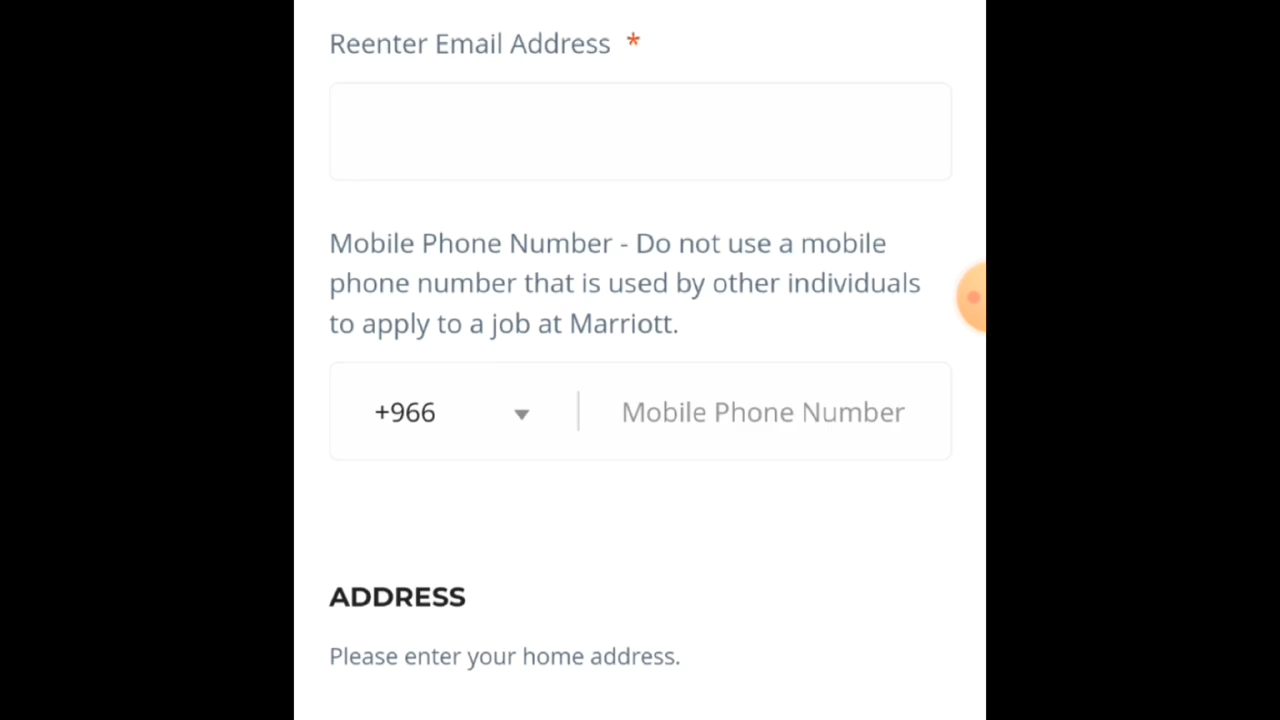 Reenter Email Address *
Mobile Phone Number - Do not use a mobile
phone number that is used by other individuals
to apply to a job at Marriott.
+966 Mobile Phone Number
ADDRESS
Please enter your home address.